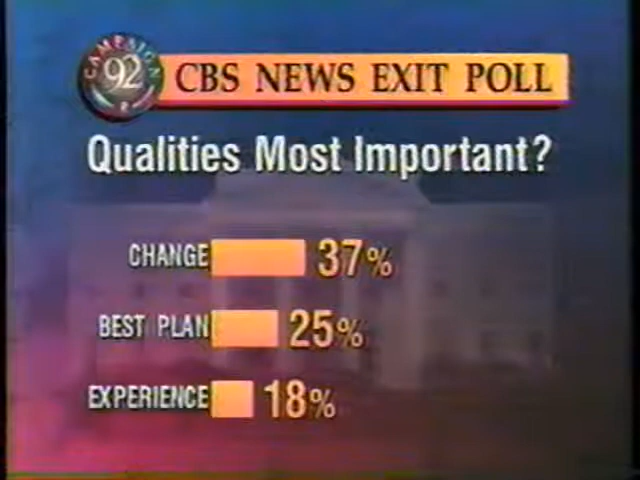 CAMPAIGN
92
CBS NEWS EXIT POLL
Qualities Most Important?
CHANGE 37%
BEST PLAN 25%
EXPERIENCE 18%